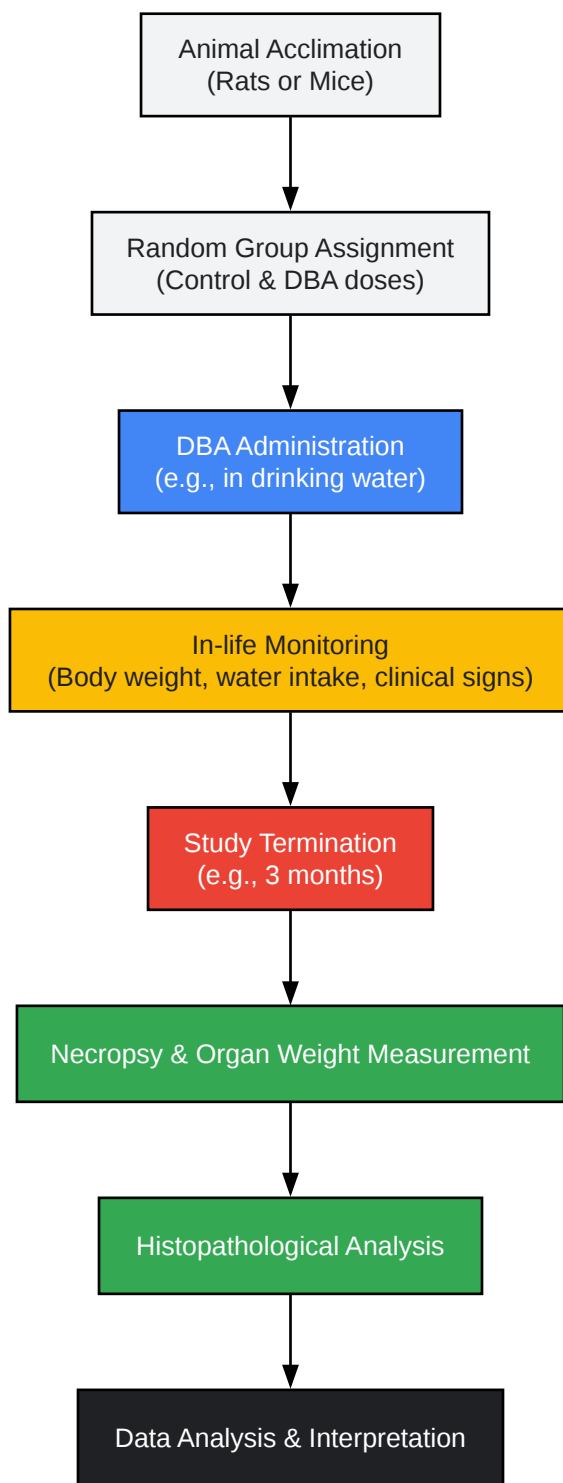 Animal Acclimation
(Rats or Mice)
Random Group Assignment
(Control & DBA doses)
DBA Administration
(e.g., in drinking water)
In-life Monitoring
(Body weight, water intake, clinical signs)
Study Termination
(e.g., 3 months)
Necropsy & Organ Weight Measurement
Histopathological Analysis
Data Analysis & Interpretation